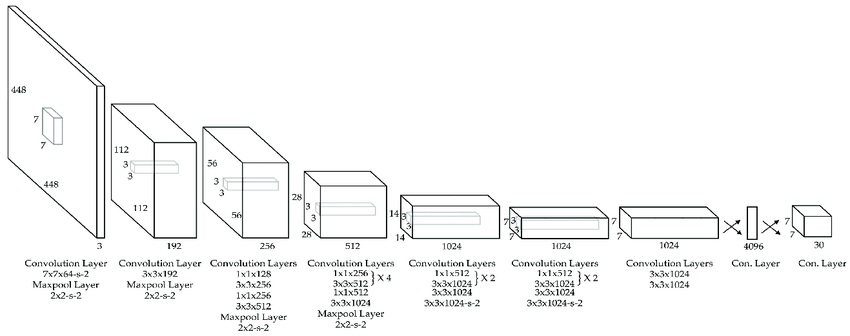 448
7
7
448
3
112
3
3
112
192
56
3
3
56
256
28
3
3
28
512
14
3
3
14
1024
7
3
3
7
1024
7
1024
4096
7
7
30
Convolution Layer
7x7x64-s-2
Maxpool Layer
2x2-s-2
Convolution Layer
3x3x192
Maxpool Layer
2x2-s-2
Convolution Layers
1x1x128
3x3x256
1x1x256
3x3x512
Maxpool Layer
2x2-s-2
Convolution Layers
1x1x256
3x3x512 } X 4
1x1x512
3x3x1024
Maxpool Layer
2x2-s-2
Convolution Layers
1x1x512
3x3x1024 } X 2
3x3x1024
3x3x1024-s-2
Convolution Layers
1x1x512
3x3x1024 } X 2
3x3x1024
3x3x1024-s-2
Convolution Layers
3x3x1024
3x3x1024
Con. Layer
Con. Layer